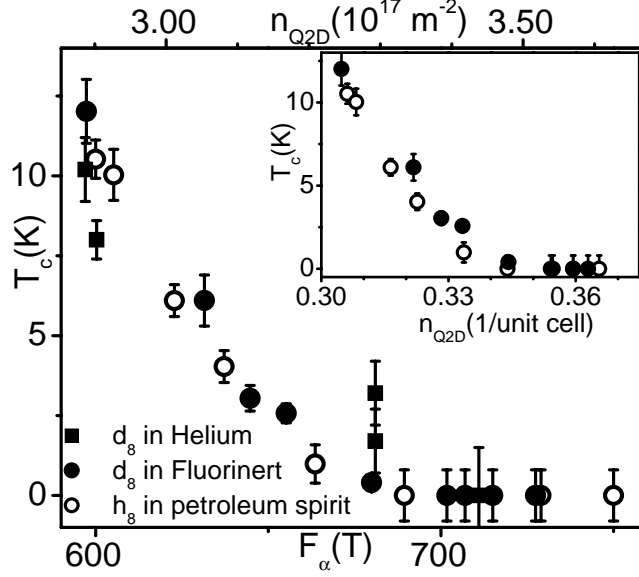 3.00 n_Q2D(10^17 m^-2) 3.50
T_c(K)
10
5
0
T_c(K)
10
5
0
0.30 0.33 0.36
n_Q2D(1/unit cell)
d_8 in Helium
d_8 in Fluorinert
h_8 in petroleum spirit
600 F_α(T) 700